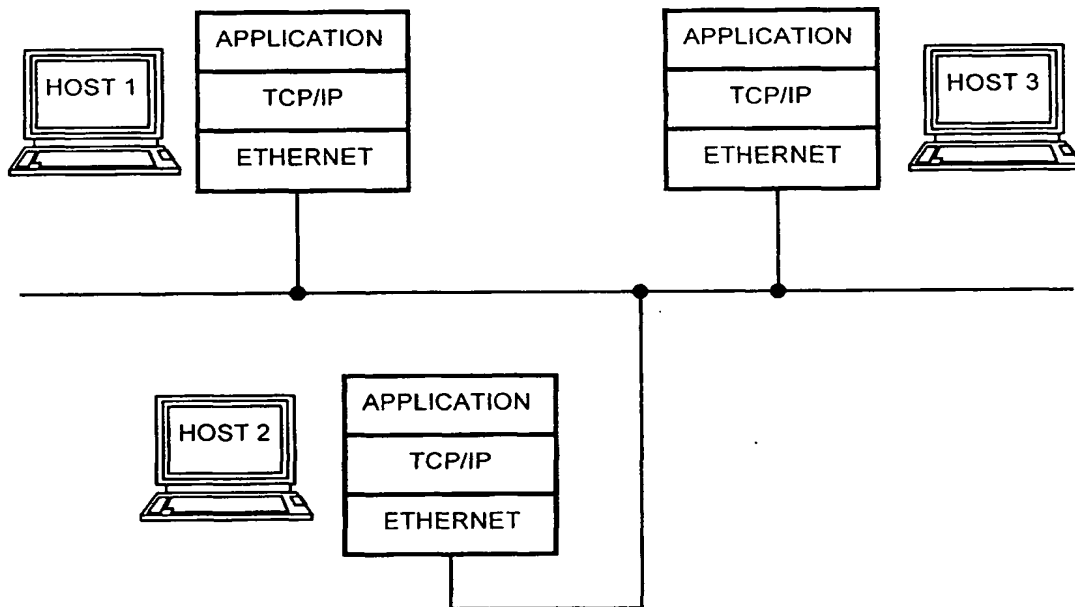 HOST 1
APPLICATION
TCP/IP
ETHERNET
APPLICATION
TCP/IP
ETHERNET
HOST 3
HOST 2
APPLICATION
TCP/IP
ETHERNET